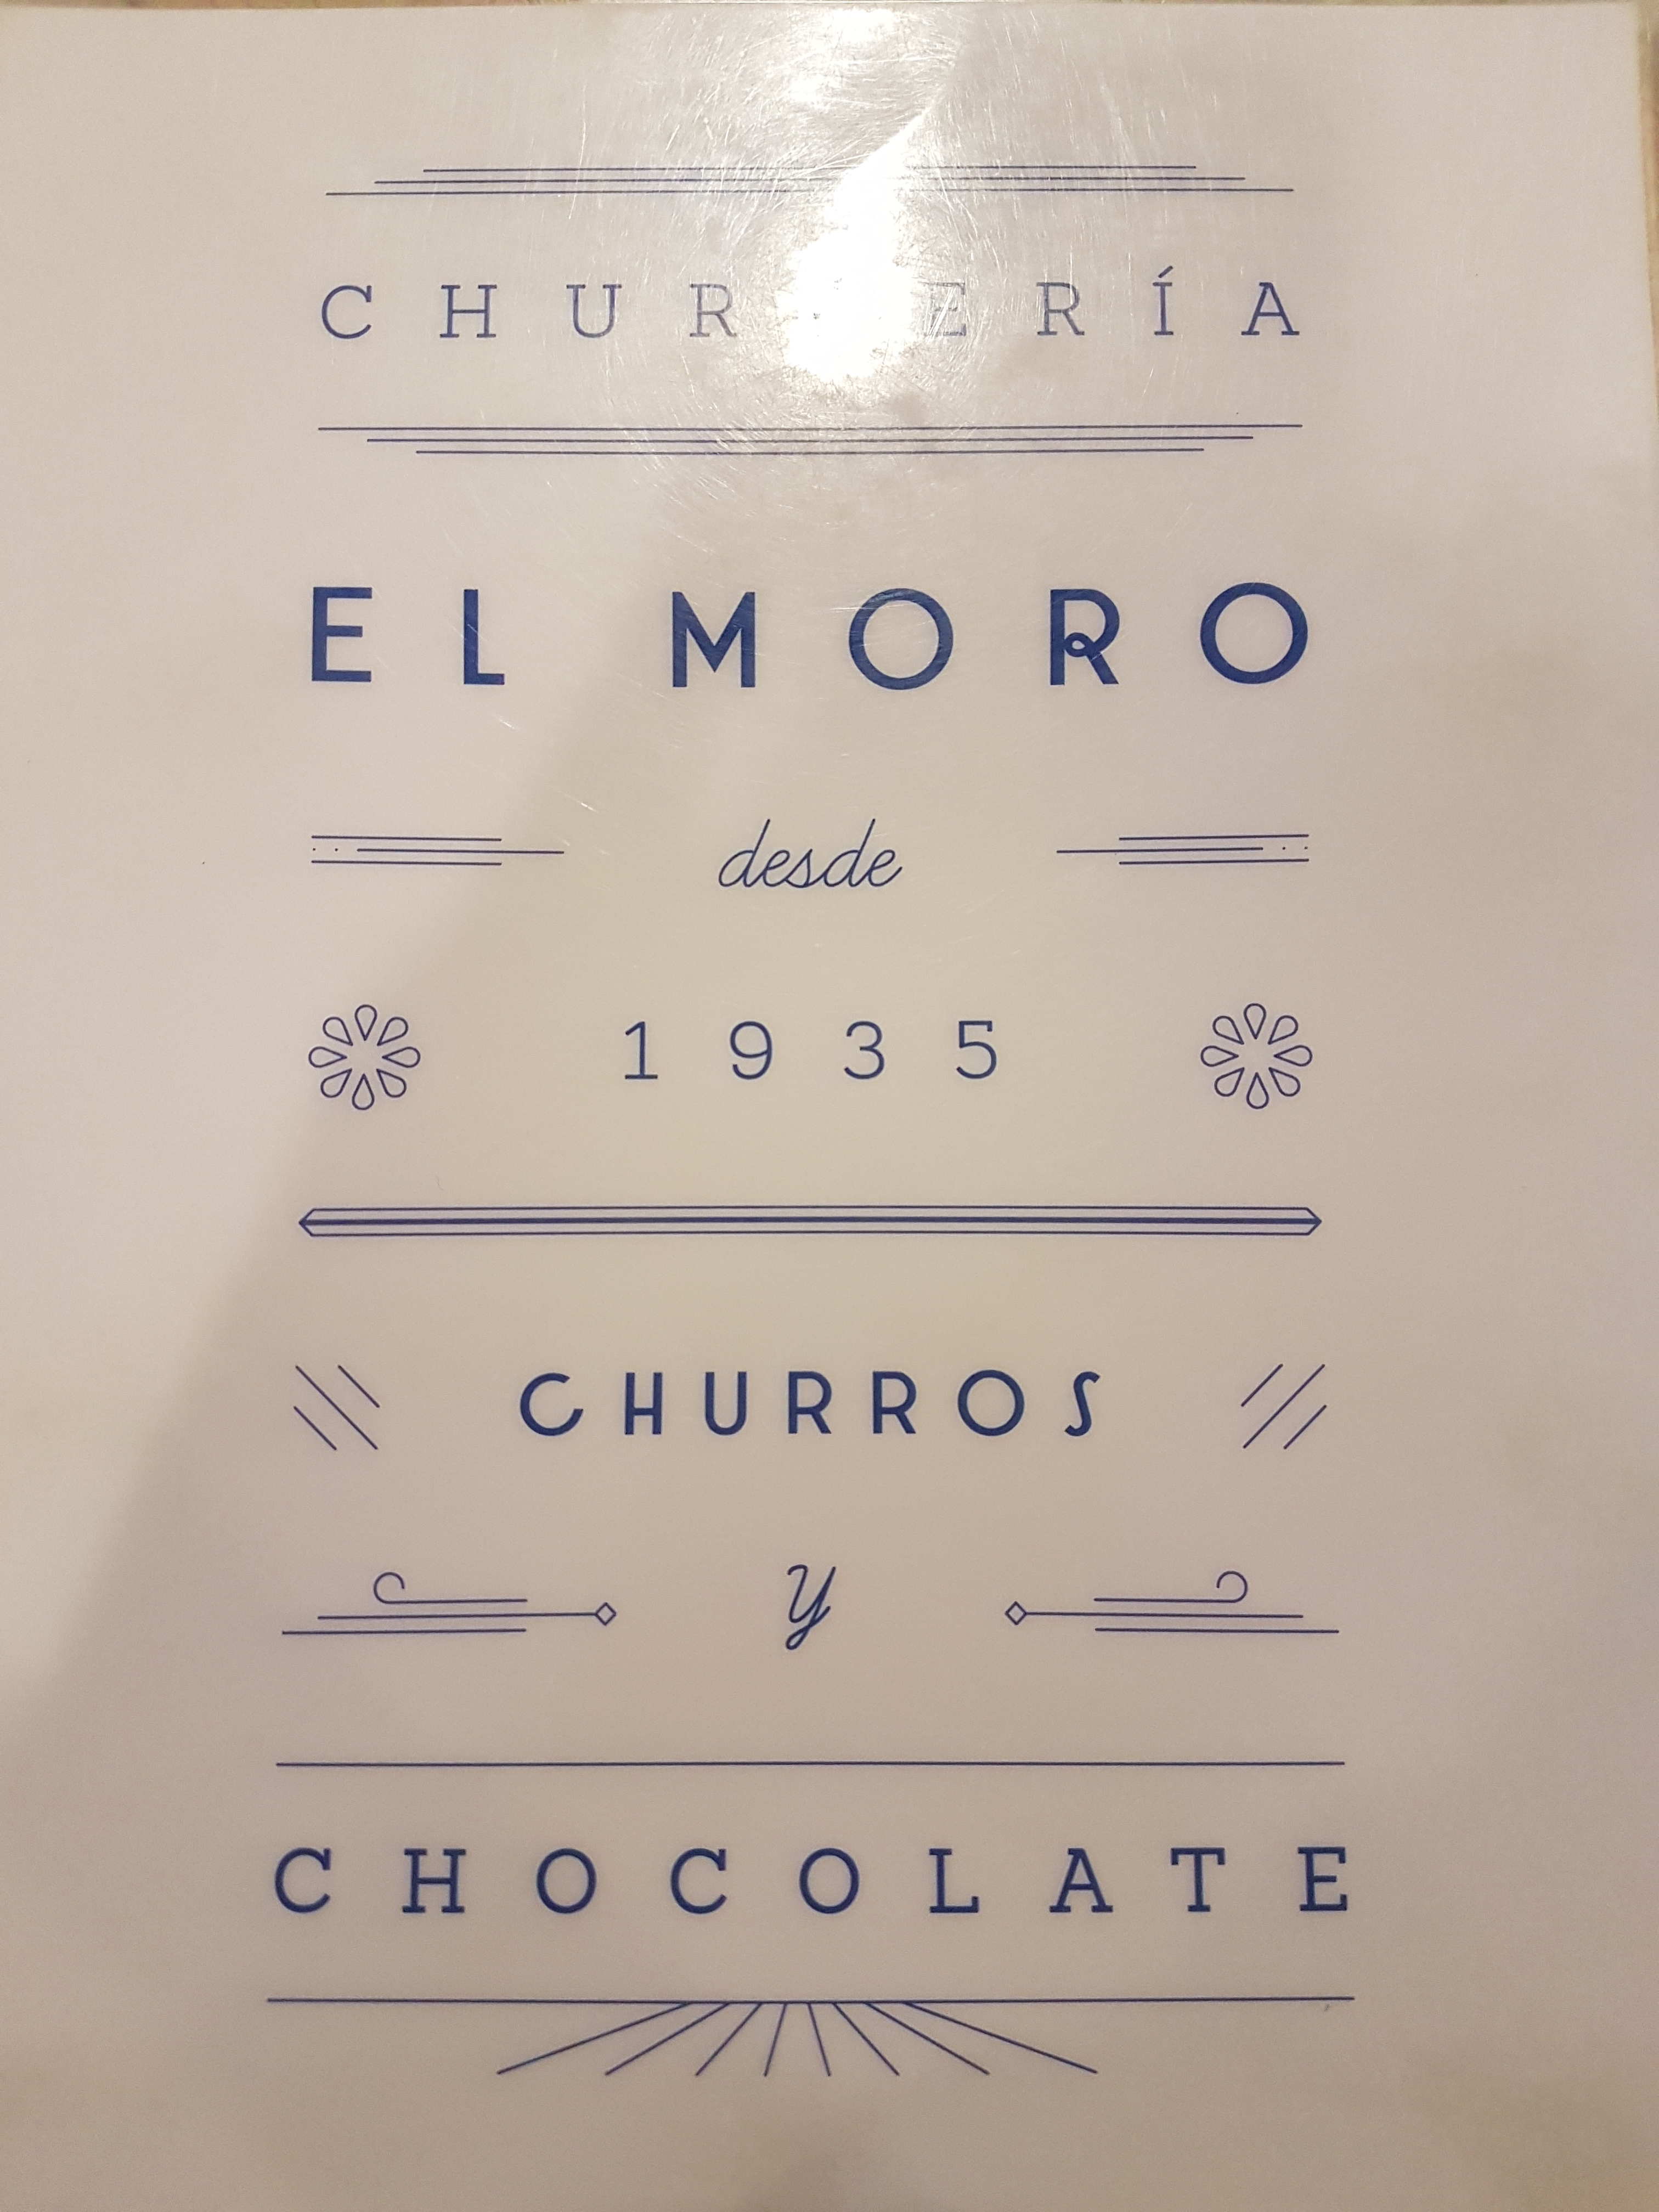 CHURRERÍA
EL MORO
desde
1935
CHURROS
y
CHOCOLATE